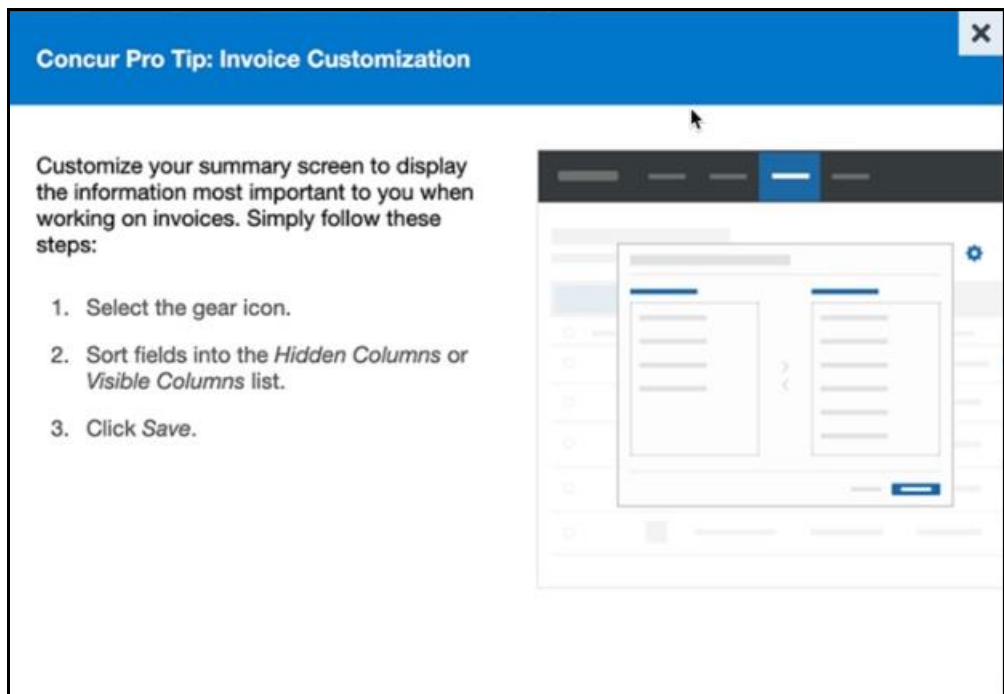 Concur Pro Tip: Invoice Customization
Customize your summary screen to display
the information most important to you when
working on invoices. Simply follow these
steps:
1. Select the gear icon.
2. Sort fields into the Hidden Columns or
Visible Columns list.
3. Click Save.